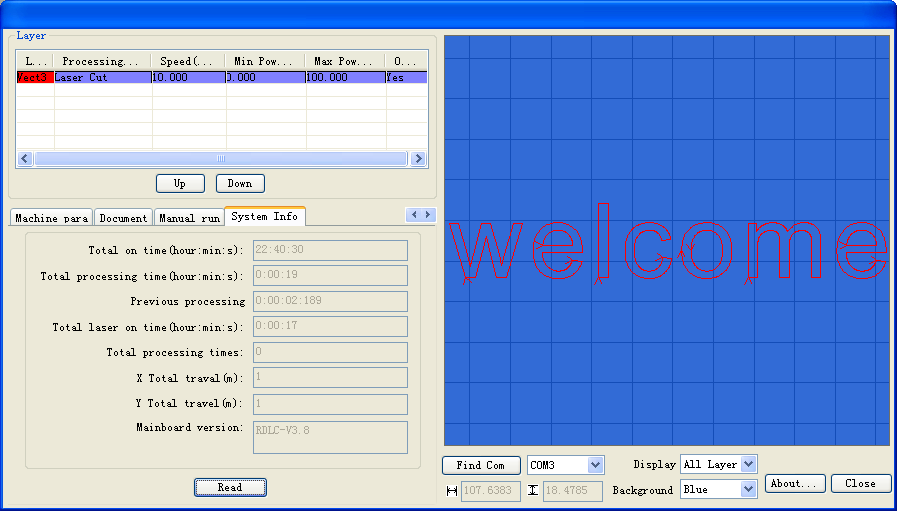 Layer
L... Processing... Speed(... Min Pow... Max Pow... O...
Vect3 Laser Cut 10.000 0.000 100.000 Yes
Up Down
Machine para Document Manual run System Info
Total on time(hour:min:s): 22:40:30
Total processing time(hour:min:s): 0:00:19
Previous processing 0:00:02:189
Total laser on time(hour:min:s): 0:00:17
Total processing times: 0
X Total traval(m): 1
Y Total travel(m): 1
Mainboard version: RDLC-V3.8
Read
welcome
Find Com COM3 Display All Layer
107.6383 18.4785 Background Blue About... Close